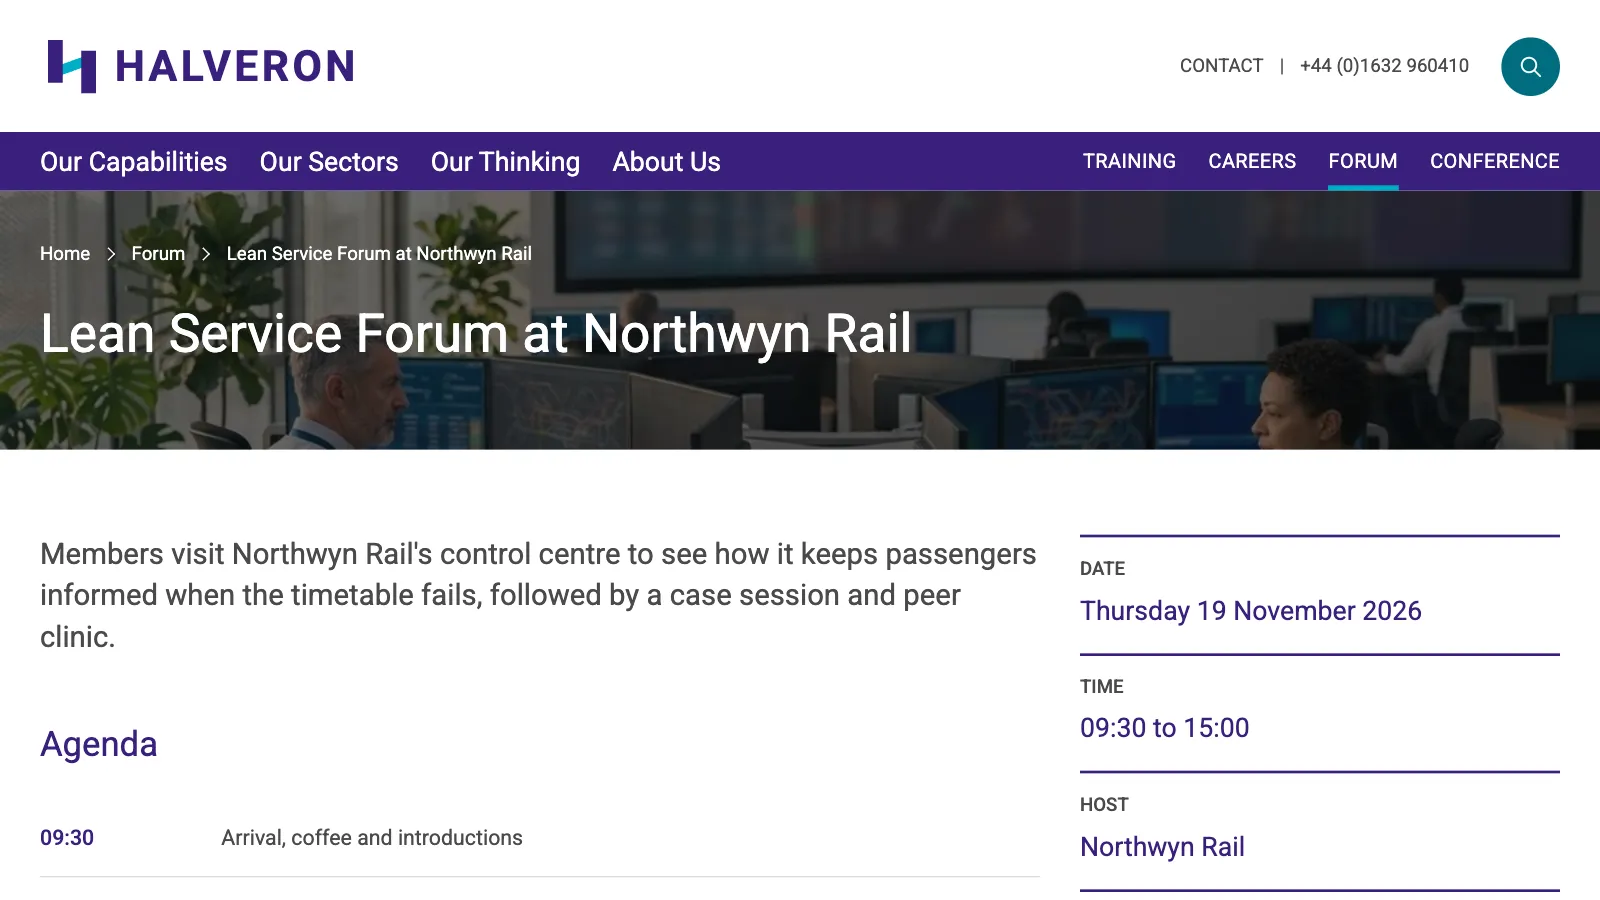 HALVERON
CONTACT | +44 (0)1632 960410
Our Capabilities Our Sectors Our Thinking About Us TRAINING CAREERS FORUM CONFERENCE
Home > Forum > Lean Service Forum at Northwyn Rail
Lean Service Forum at Northwyn Rail
Members visit Northwyn Rail's control centre to see how it keeps passengers
informed when the timetable fails, followed by a case session and peer
clinic.
Agenda
09:30 Arrival, coffee and introductions
DATE
Thursday 19 November 2026
TIME
09:30 to 15:00
HOST
Northwyn Rail